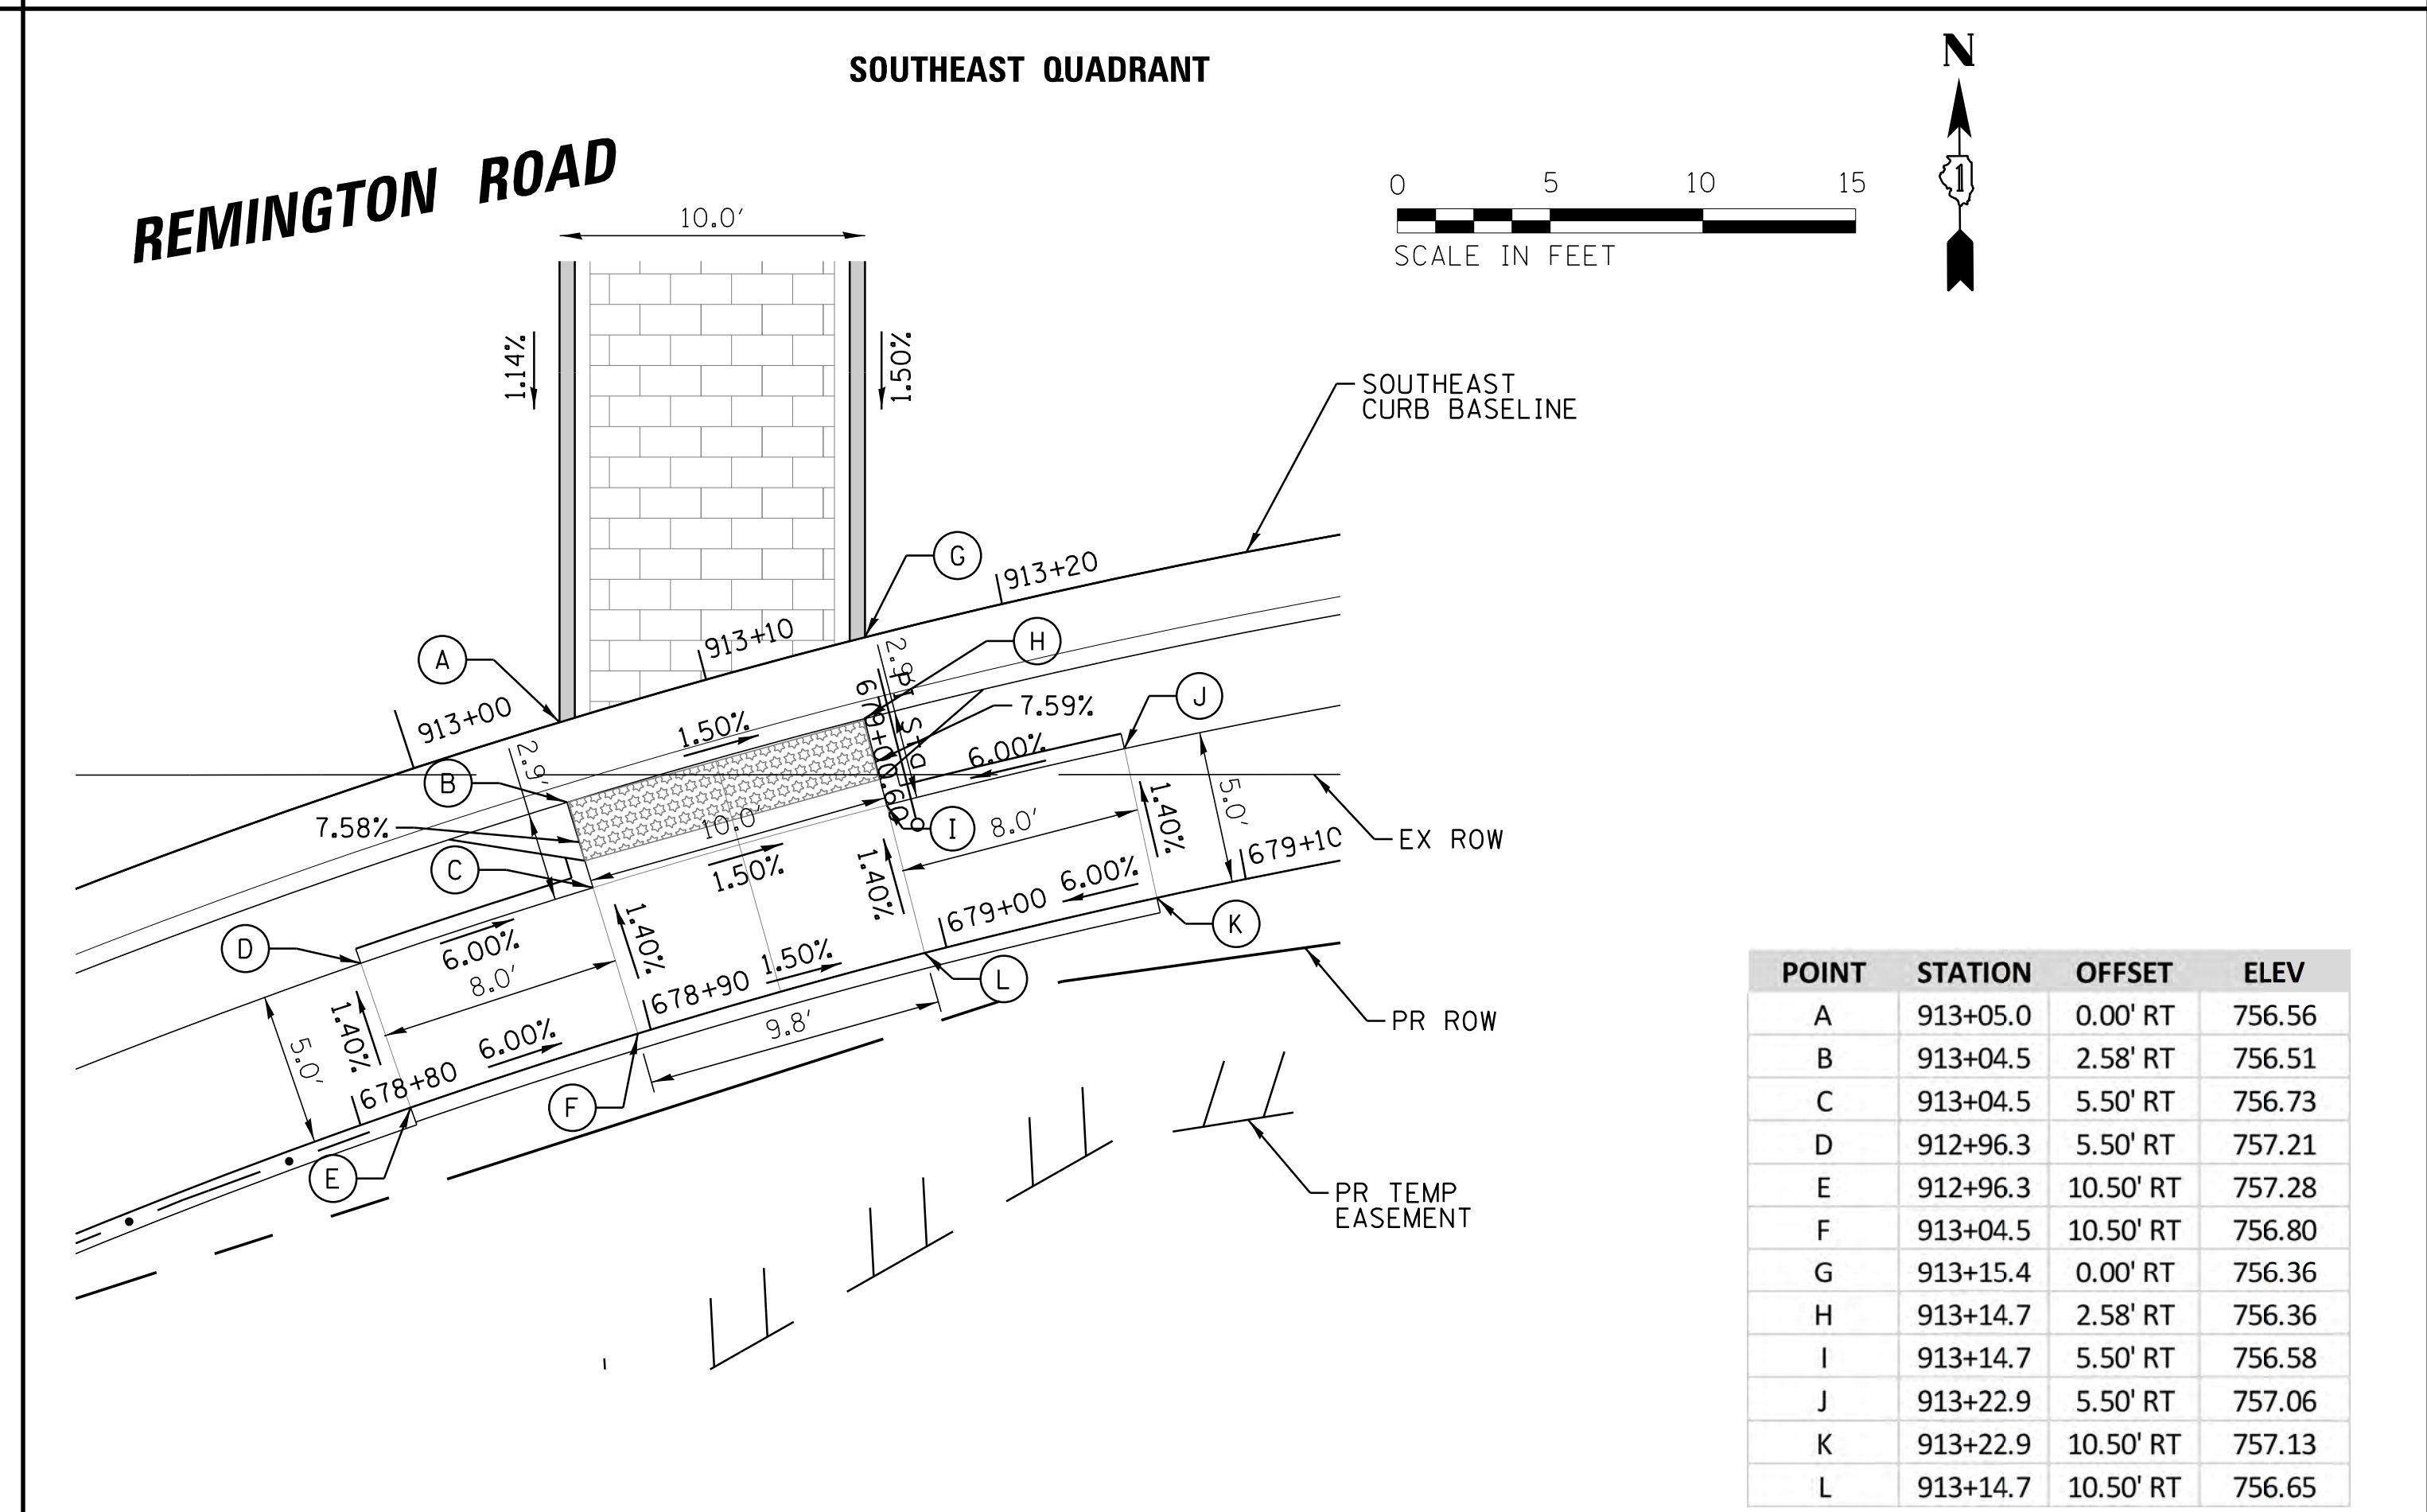 SOUTHEAST QUADRANT
N
REMINGTON ROAD
0 5 10 15
SCALE IN FEET
10.0'
1.14%
1.50%
SOUTHEAST
CURB BASELINE
G
913+20
A
913+10
H
913+00
2.9'
J
1.50%
7.59%
2.9'
B
6.00%
7.58%
10.0'
I
8.0'
1.40%
5.0'
EX ROW
C
1.50%
1.40%
6.00%
679+10
D
6.00%
8.0'
1.40%
679+00
K
678+90
1.50%
L
PR ROW
5.0'
1.40%
6.00%
9.8'
678+80
F
E
PR TEMP
EASEMENT
POINT STATION OFFSET ELEV
A 913+05.0 0.00' RT 756.56
B 913+04.5 2.58' RT 756.51
C 913+04.5 5.50' RT 756.73
D 912+96.3 5.50' RT 757.21
E 912+96.3 10.50' RT 757.28
F 913+04.5 10.50' RT 756.80
G 913+15.4 0.00' RT 756.36
H 913+14.7 2.58' RT 756.36
I 913+14.7 5.50' RT 756.58
J 913+22.9 5.50' RT 757.06
K 913+22.9 10.50' RT 757.13
L 913+14.7 10.50' RT 756.65